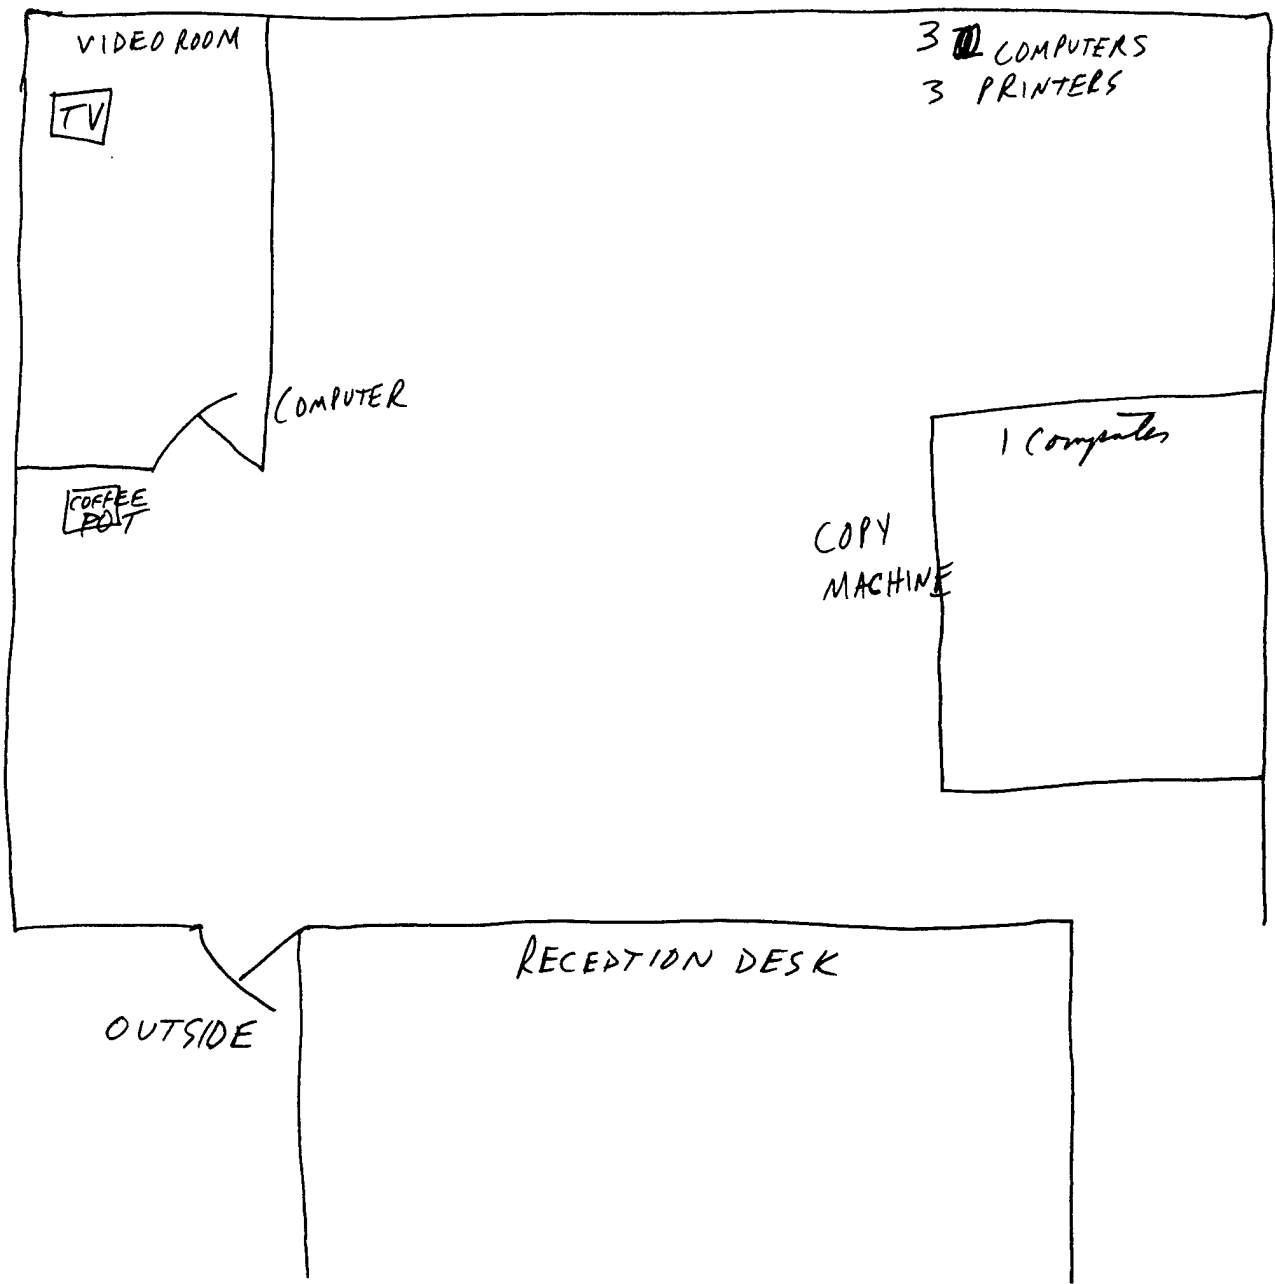 VIDEO ROOM
TV
3 COMPUTERS
3 PRINTERS
COMPUTER
1 Computer
COFFEE
POT
COPY
MACHINE
RECEPTION DESK
OUTSIDE